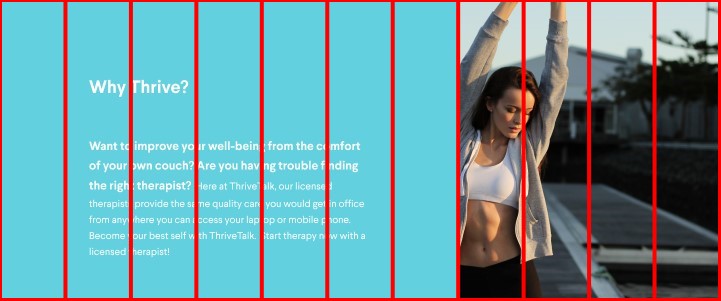 Why Thrive?
Want to improve your well-being from the comfort
of your own couch? Are you having trouble finding
the right therapist? Here at ThriveTalk, our licensed
therapists provide the same quality care you would get in office
from anywhere you can access your laptop or mobile phone.
Become your best self with ThriveTalk. Start therapy now with a
licensed therapist!